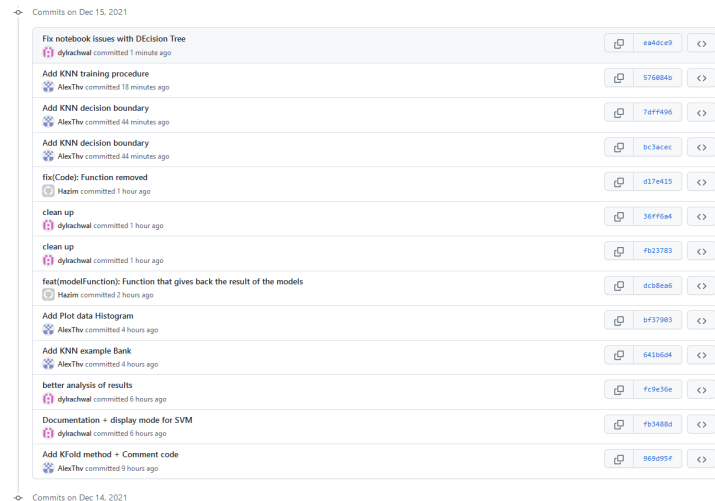 Commits on Dec 15, 2021
Fix notebook issues with DEcision Tree
dylrachwal committed 1 minute ago
ea4dce9
Add KNN training procedure
AlexThv committed 18 minutes ago
576084b
Add KNN decision boundary
AlexThv committed 44 minutes ago
7dff496
Add KNN decision boundary
AlexThv committed 44 minutes ago
bc3acec
fix(Code): Function removed
Hazim committed 1 hour ago
d17e415
clean up
dylrachwal committed 1 hour ago
36ff6a4
clean up
dylrachwal committed 1 hour ago
fb23783
feat(modelFunction): Function that gives back the result of the models
Hazim committed 2 hours ago
dcb8ea6
Add Plot data Histogram
AlexThv committed 4 hours ago
bf37903
Add KNN example Bank
AlexThv committed 4 hours ago
641b6d4
better analysis of results
dylrachwal committed 6 hours ago
fc9e36e
Documentation + display mode for SVM
dylrachwal committed 6 hours ago
fb3488d
Add KFold method + Comment code
AlexThv committed 9 hours ago
969d95f
Commits on Dec 14, 2021